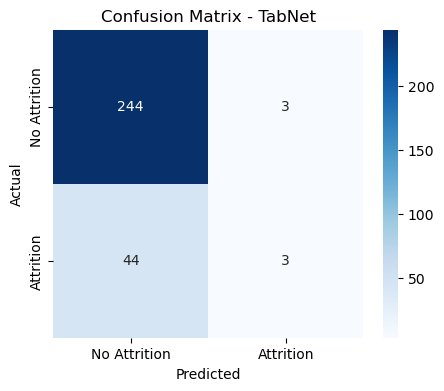 Confusion Matrix - TabNet
No Attrition
Attrition
Actual
244
3
44
3
No Attrition
Attrition
Predicted
200
150
100
50